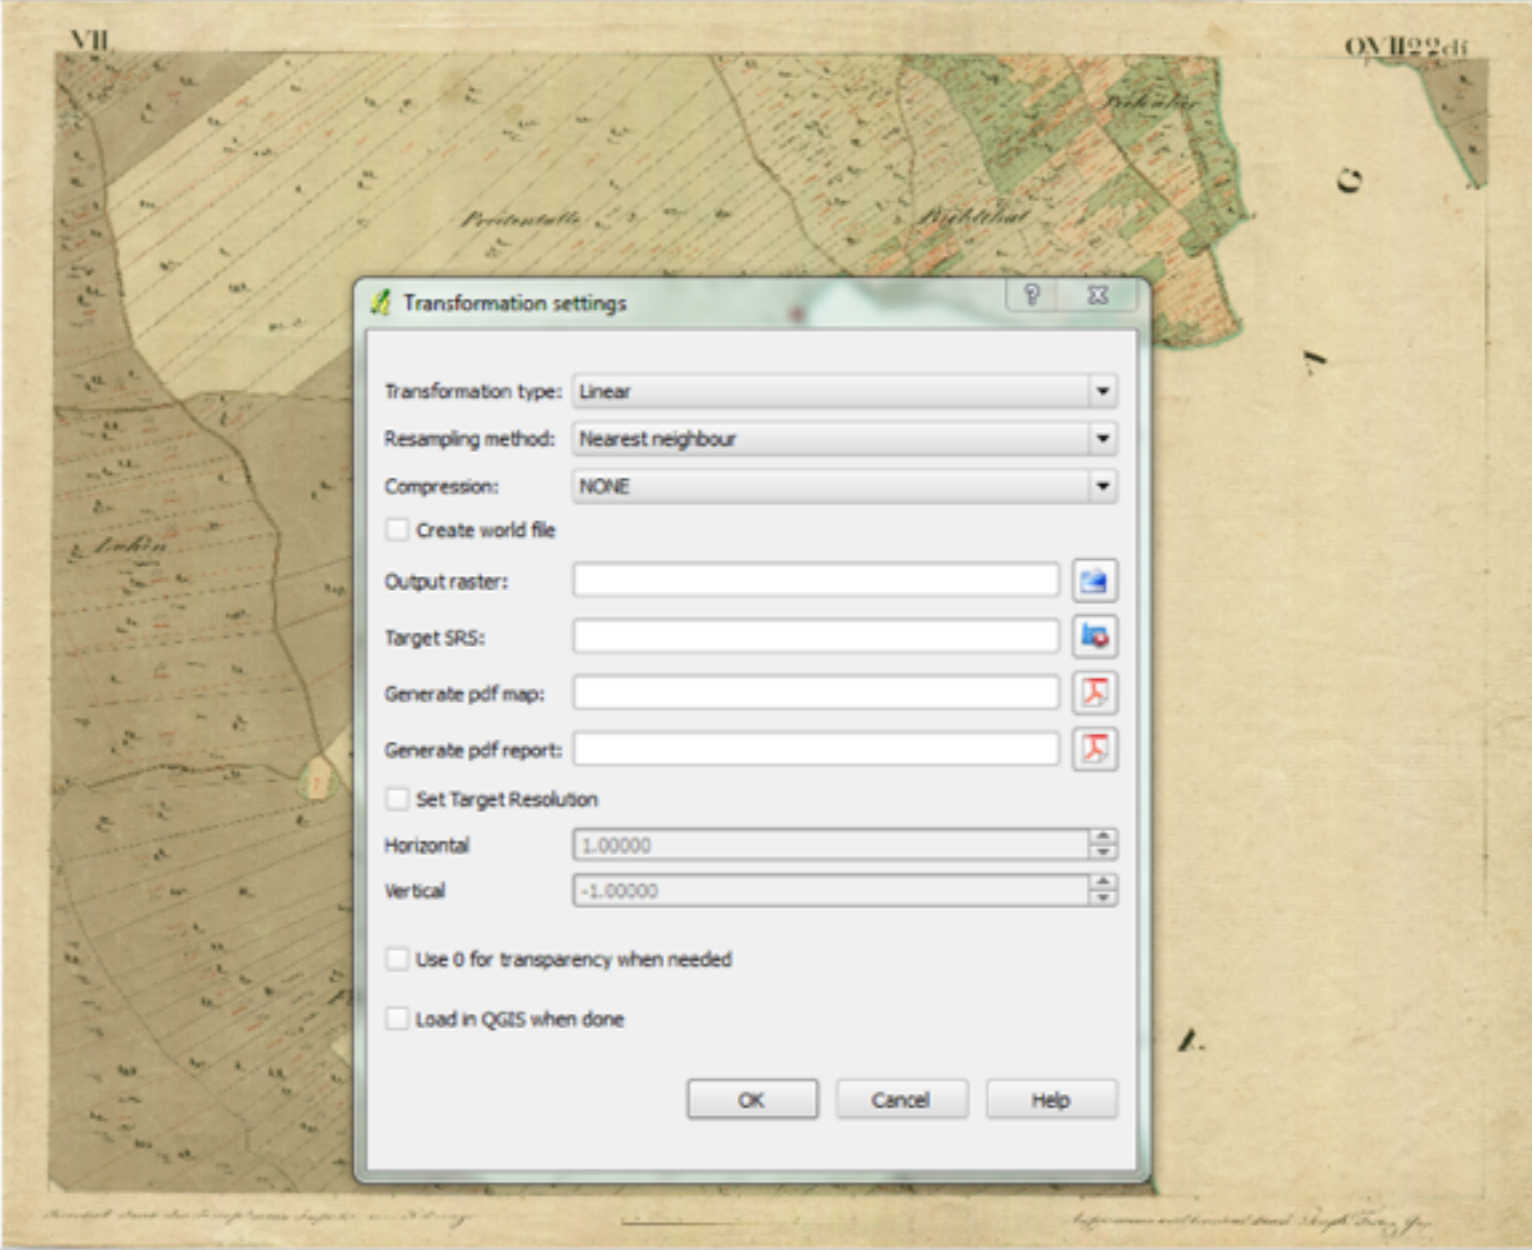 VII
Transformation settings
Transformation type: Linear
Resampling method: Nearest neighbour
Compression: NONE
Create world file
Output raster:
Target SRS:
Generate pdf map:
Generate pdf report:
Set Target Resolution
Horizontal 1.00000
Vertical -1.00000
Use 0 for transparency when needed
Load in QGIS when done
OK Cancel Help
G
A